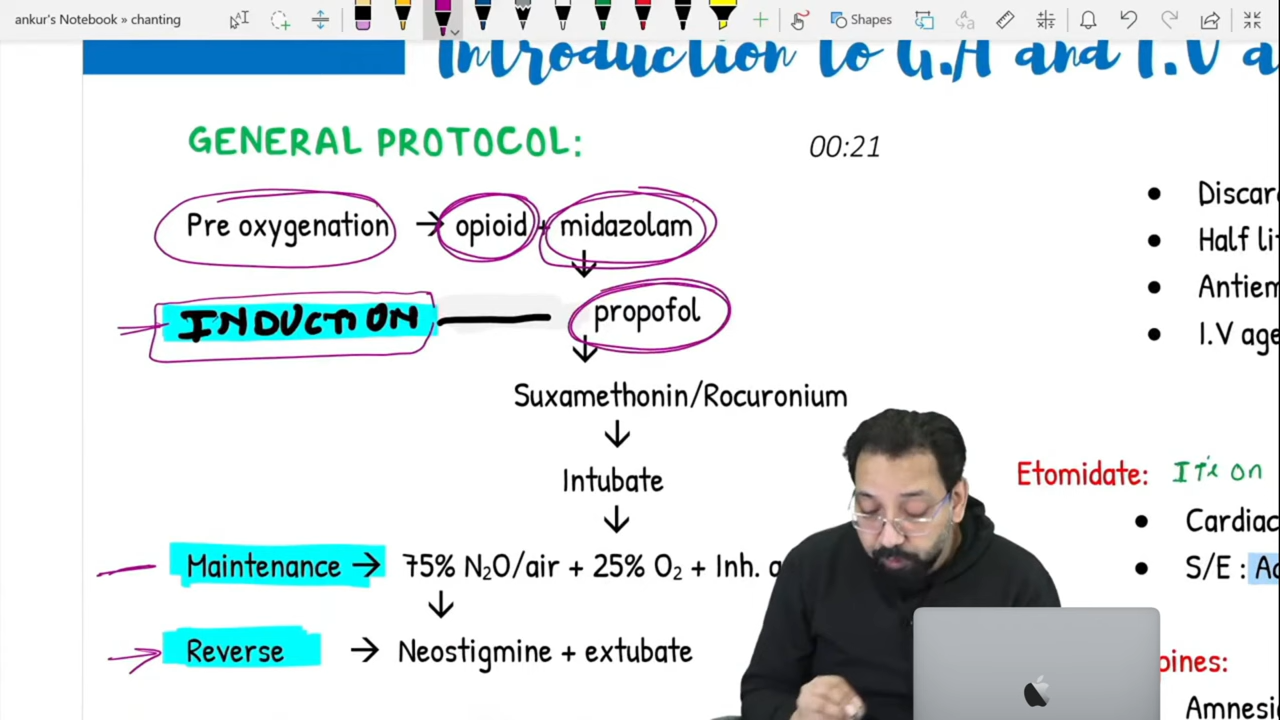 ankur's Notebook » chanting
Shapes
Introduction to G.A and I.V
GENERAL PROTOCOL:
00:21
Pre oxygenation → opioid + midazolam
↓
INDUCTION propofol
↓
Suxamethonin/Rocuronium
↓
Intubate
↓
Maintenance → 75% N₂O/air + 25% O₂ + Inh.
↓
Reverse → Neostigmine + extubate
• Discar
• Half li
• Antiem
• I.V age
Etomidate: It's on
• Cardiac
• S/E :
pines:
Amnesi